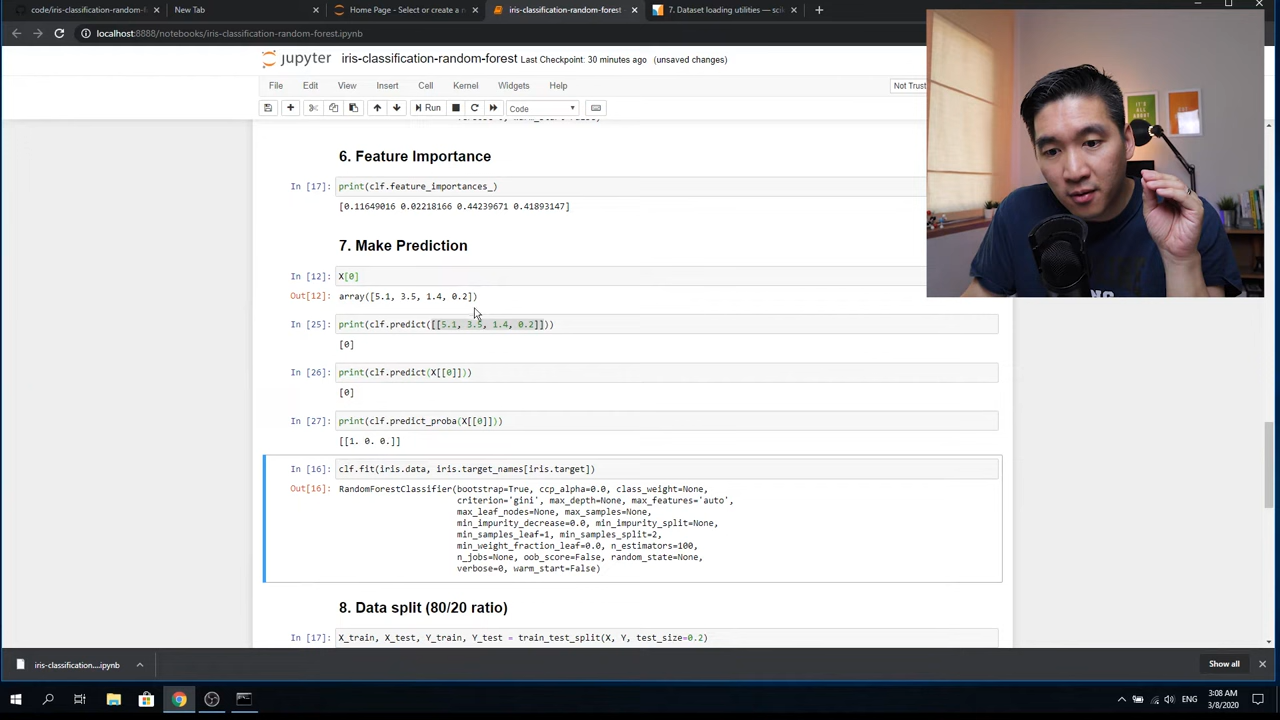 code/iris-classification-random-f
New Tab
Home Page - Select or create a n
iris-classification-random-forest
7. Dataset loading utilities — sci
localhost:8888/notebooks/iris-classification-random-forest.ipynb
jupyter iris-classification-random-forest Last Checkpoint: 30 minutes ago (unsaved changes)
File Edit View Insert Cell Kernel Widgets Help Not Trust
Run Code
6. Feature Importance
In [17]: print(clf.feature_importances_)
[0.11649016 0.02218166 0.44239671 0.41893147]
7. Make Prediction
In [12]: X[0]
Out[12]: array([5.1, 3.5, 1.4, 0.2])
In [25]: print(clf.predict([[5.1, 3.5, 1.4, 0.2]]))
[0]
In [26]: print(clf.predict(X[[0]]))
[0]
In [27]: print(clf.predict_proba(X[[0]]))
[[1. 0. 0.]]
In [16]: clf.fit(iris.data, iris.target_names[iris.target])
Out[16]: RandomForestClassifier(bootstrap=True, ccp_alpha=0.0, class_weight=None,
criterion='gini', max_depth=None, max_features='auto',
max_leaf_nodes=None, max_samples=None,
min_impurity_decrease=0.0, min_impurity_split=None,
min_samples_leaf=1, min_samples_split=2,
min_weight_fraction_leaf=0.0, n_estimators=100,
n_jobs=None, oob_score=False, random_state=None,
verbose=0, warm_start=False)
8. Data split (80/20 ratio)
In [17]: X_train, X_test, Y_train, Y_test = train_test_split(X, Y, test_size=0.2)
iris-classification....ipynb
Show all
ENG
3:08 AM
3/8/2020